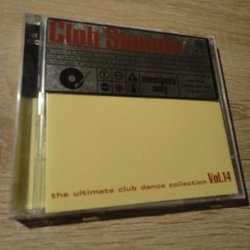 Club Sounds
members
only
the ultimate club dance collection Vol.14